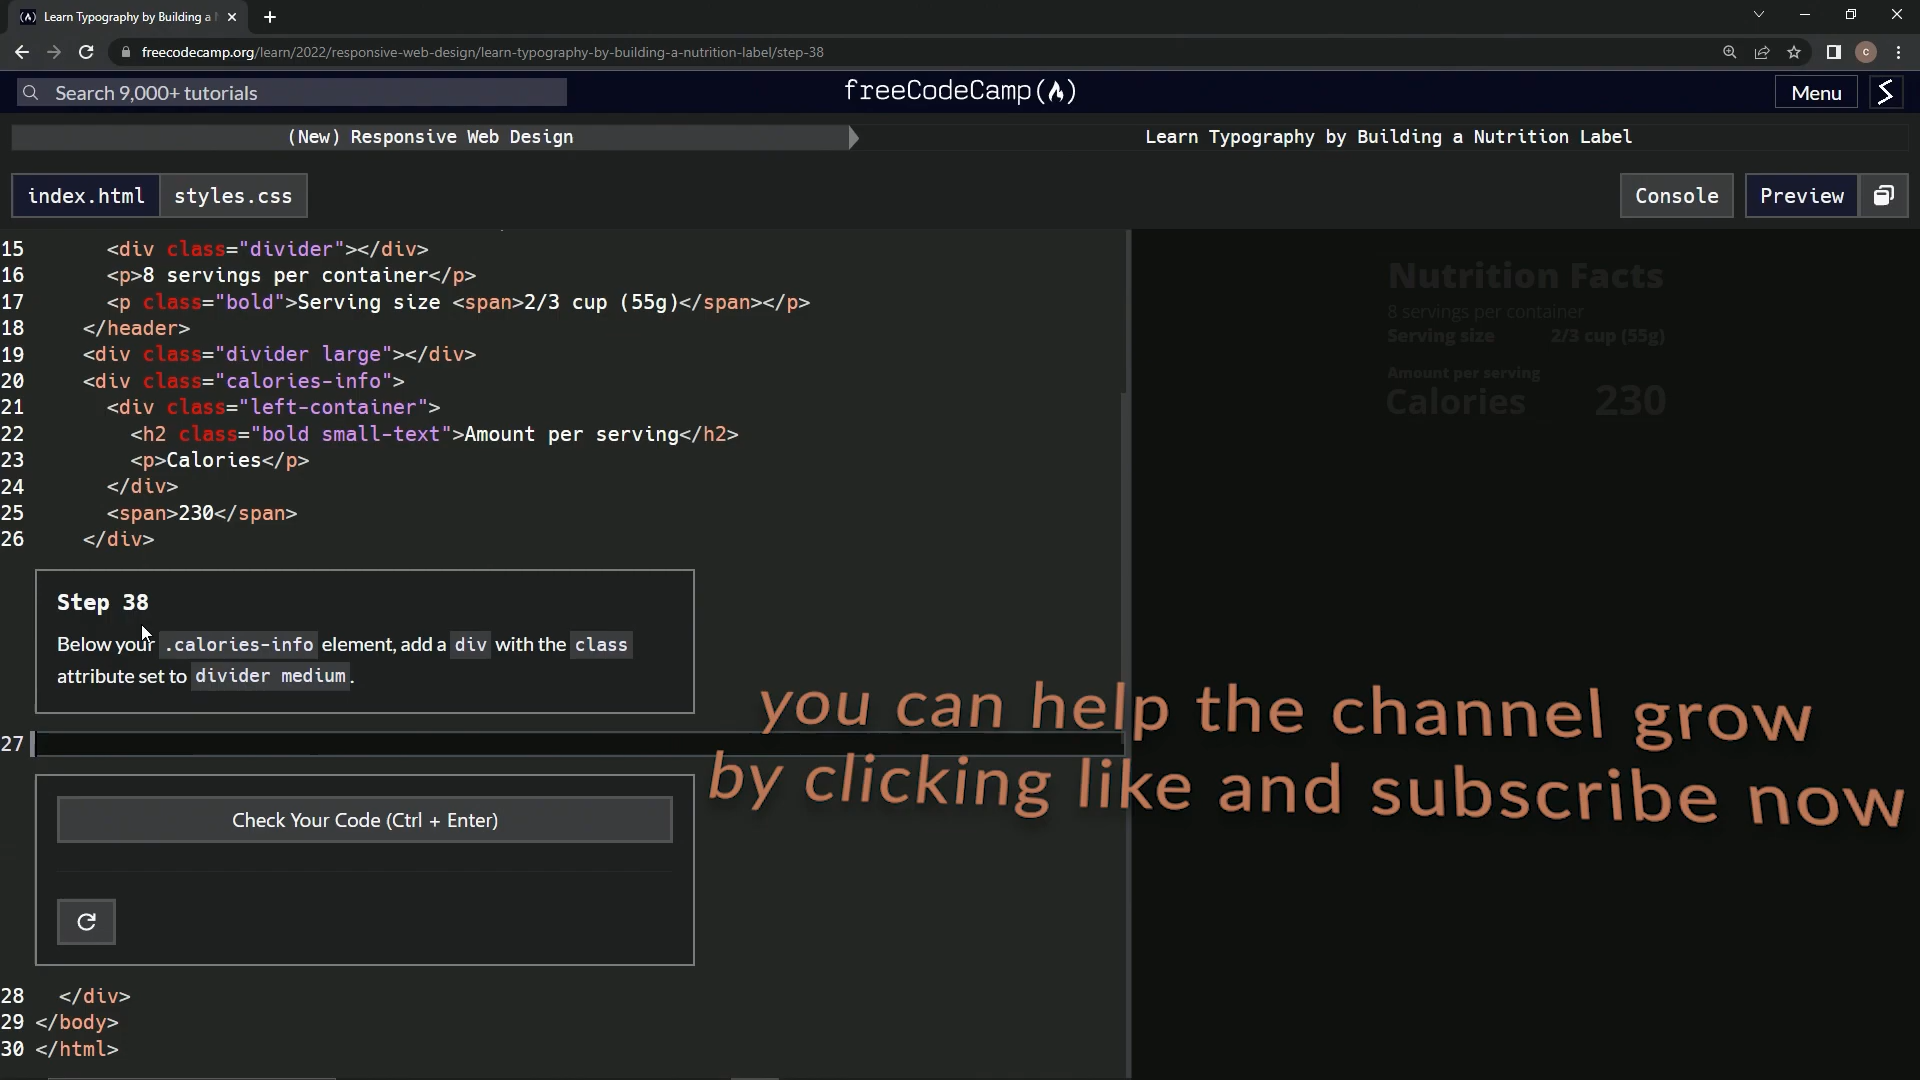 Learn Typography by Building a
freecodecamp.org/learn/2022/responsive-web-design/learn-typography-by-building-a-nutrition-label/step-38
c
Search 9,000+ tutorials
freeCodeCamp(🔥)
Menu
(New) Responsive Web Design
Learn Typography by Building a Nutrition Label
index.html
styles.css
Console
Preview
15 <div class="divider"></div>
16 <p>8 servings per container</p>
17 <p class="bold">Serving size <span>2/3 cup (55g)</span></p>
18 </header>
19 <div class="divider large"></div>
20 <div class="calories-info">
21 <div class="left-container">
22 <h2 class="bold small-text">Amount per serving</h2>
23 <p>Calories</p>
24 </div>
25 <span>230</span>
26 </div>
Step 38
Below your .calories-info element, add a div with the class
attribute set to divider medium.
27
Check Your Code (Ctrl + Enter)
28 </div>
29 </body>
30 </html>
Nutrition Facts
8 servings per container
Serving size 2/3 cup (55g)
Amount per serving
Calories 230
you can help the channel grow
by clicking like and subscribe now